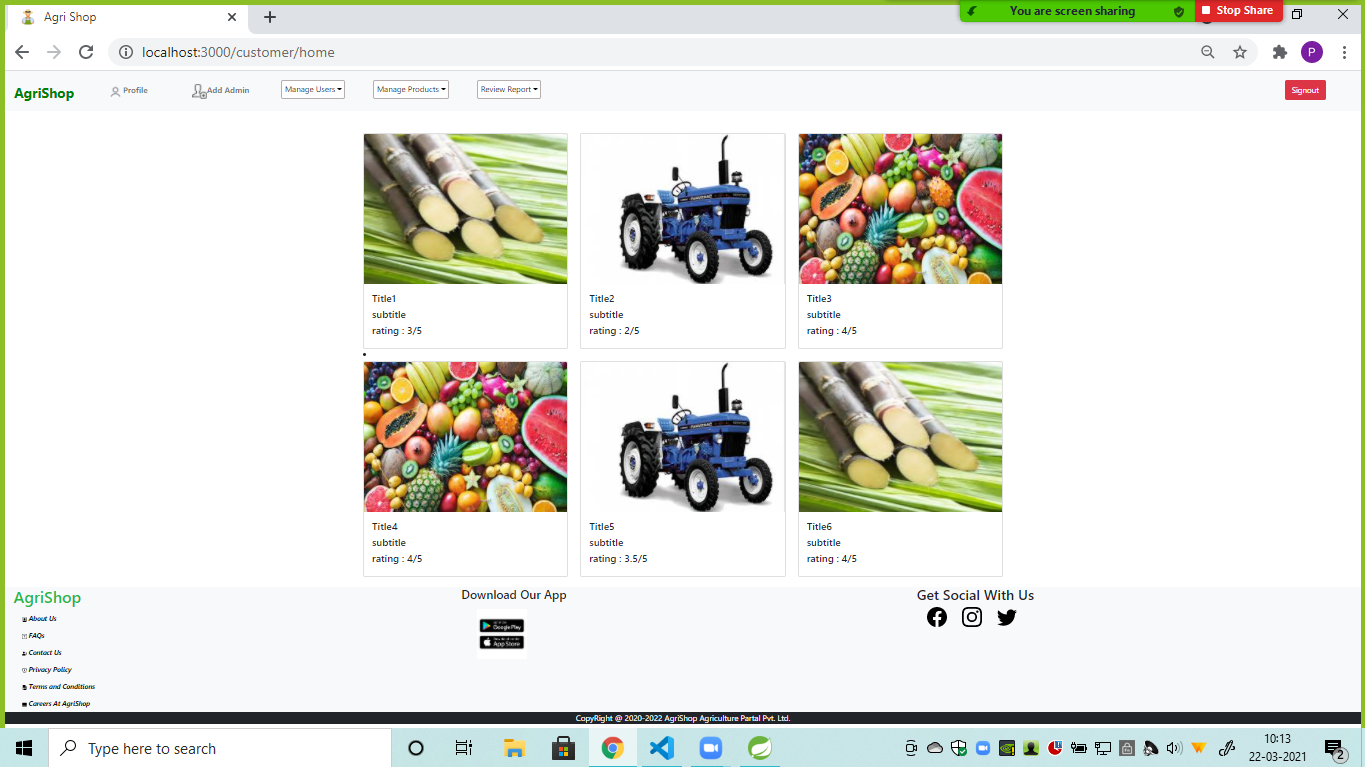 Agri Shop
You are screen sharing
Stop Share
localhost:3000/customer/home
P
AgriShop
Profile
Add Admin
Manage Users
Manage Products
Review Report
Signout
Title1
subtitle
rating : 3/5
Title2
subtitle
rating : 2/5
Title3
subtitle
rating : 4/5
Title4
subtitle
rating : 4/5
Title5
subtitle
rating : 3.5/5
Title6
subtitle
rating : 4/5
AgriShop
About Us
FAQs
Contact Us
Privacy Policy
Terms and Conditions
Careers At AgriShop
Download Our App
Google Play
App Store
Get Social With Us
CopyRight @ 2020-2022 AgriShop Agriculture Partal Pvt. Ltd.
Type here to search
10:13
22-03-2021
2